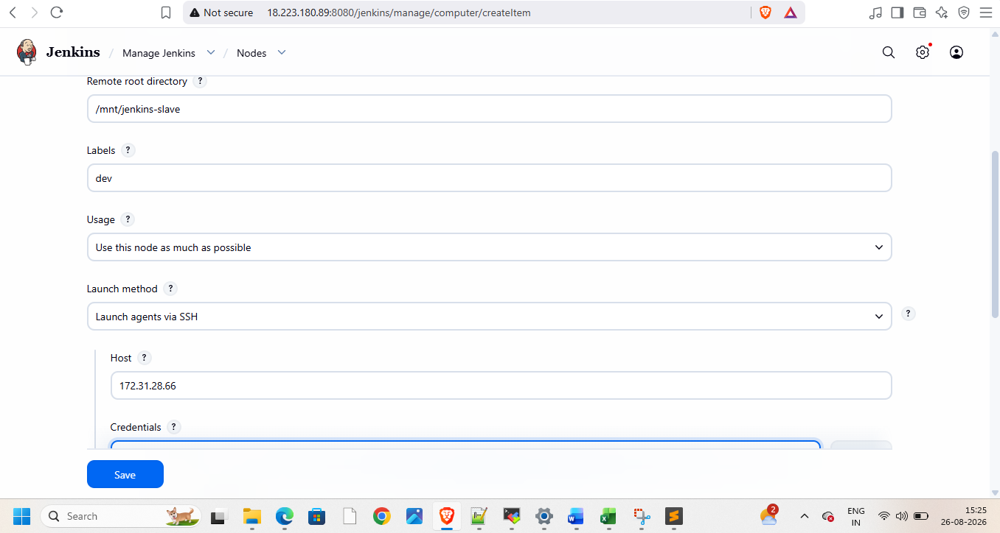 Not secure 18.223.180.89:8080/jenkins/manage/computer/createItem
Jenkins / Manage Jenkins / Nodes
Remote root directory ?
/mnt/jenkins-slave
Labels ?
dev
Usage ?
Use this node as much as possible
Launch method ?
Launch agents via SSH
?
Host ?
172.31.28.66
Credentials ?
Save
Search
2
ENG
IN
15:25
26-08-2026